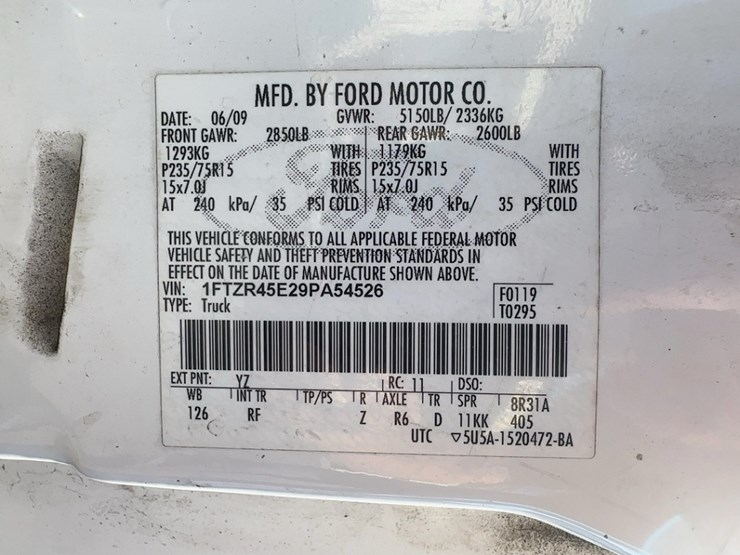 MFD. BY FORD MOTOR CO.
DATE: 06/09 GVWR: 5150LB/ 2336KG
FRONT GAWR: 2850LB REAR GAWR: 2600LB
1293KG WITH 1179KG WITH
P235/75R15 TIRES P235/75R15 TIRES
15x7.0J RIMS 15x7.0J RIMS
AT 240 kPa/ 35 PSI COLD AT 240 kPa/ 35 PSI COLD
Ford
THIS VEHICLE CONFORMS TO ALL APPLICABLE FEDERAL MOTOR
VEHICLE SAFETY AND THEFT PREVENTION STANDARDS IN
EFFECT ON THE DATE OF MANUFACTURE SHOWN ABOVE.
VIN: 1FTZR45E29PA54526 F0119
TYPE: Truck T0295
EXT PNT: YZ RC: 11 DSO:
WB INT TR TP/PS R AXLE TR SPR 8R31A
126 RF Z R6 D 11KK 405
UTC ▽5U5A-1520472-BA